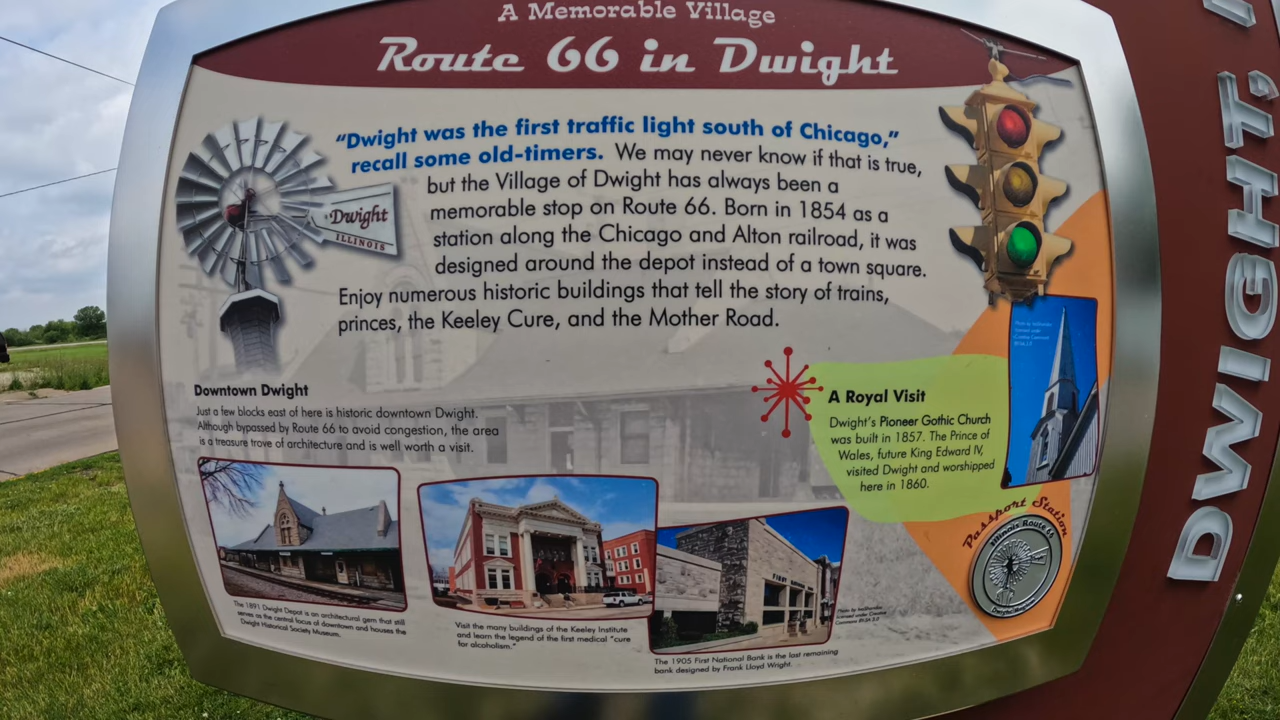 A Memorable Village
Route 66 in Dwight
"Dwight was the first traffic light south of Chicago,"
recall some old-timers. We may never know if that is true,
but the Village of Dwight has always been a
memorable stop on Route 66. Born in 1854 as a
station along the Chicago and Alton railroad, it was
designed around the depot instead of a town square.
Enjoy numerous historic buildings that tell the story of trains,
princes, the Keeley Cure, and the Mother Road.
Dwight
ILLINOIS
Downtown Dwight
Just a few blocks east of here is historic downtown Dwight.
Although bypassed by Route 66 to avoid congestion, the area
is a treasure trove of architecture and is well worth a visit.
The 1891 Dwight Depot is an architectural gem that still
serves as the central focus of downtown and houses the
Dwight Historical Society Museum.
Visit the many buildings of the Keeley Institute
and learn the legend of the first medical "cure
for alcoholism."
FIRST
The 1905 First National Bank is the last remaining
bank designed by Frank Lloyd Wright.
A Royal Visit
Dwight's Pioneer Gothic Church
was built in 1857. The Prince of
Wales, future King Edward IV,
visited Dwight and worshipped
here in 1860.
Passport Station
Illinois Route 66
DWIGHT,